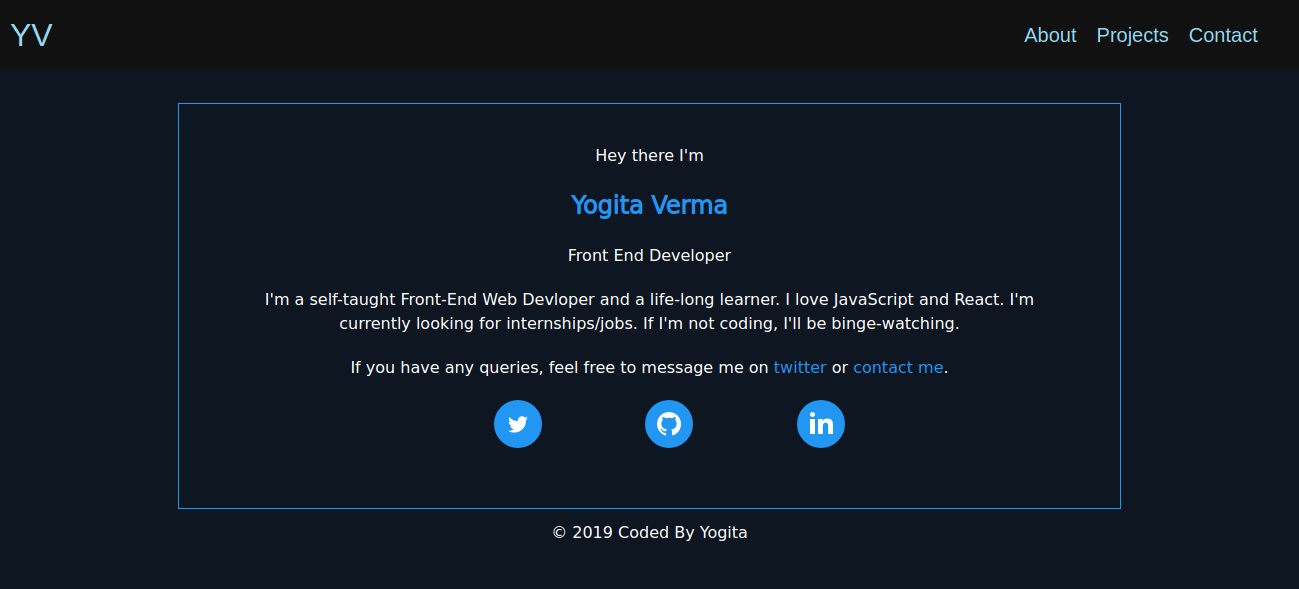 YV
About Projects Contact
Hey there I'm
Yogita Verma
Front End Developer
I'm a self-taught Front-End Web Devloper and a life-long learner. I love JavaScript and React. I'm
currently looking for internships/jobs. If I'm not coding, I'll be binge-watching.
If you have any queries, feel free to message me on twitter or contact me.
in
© 2019 Coded By Yogita